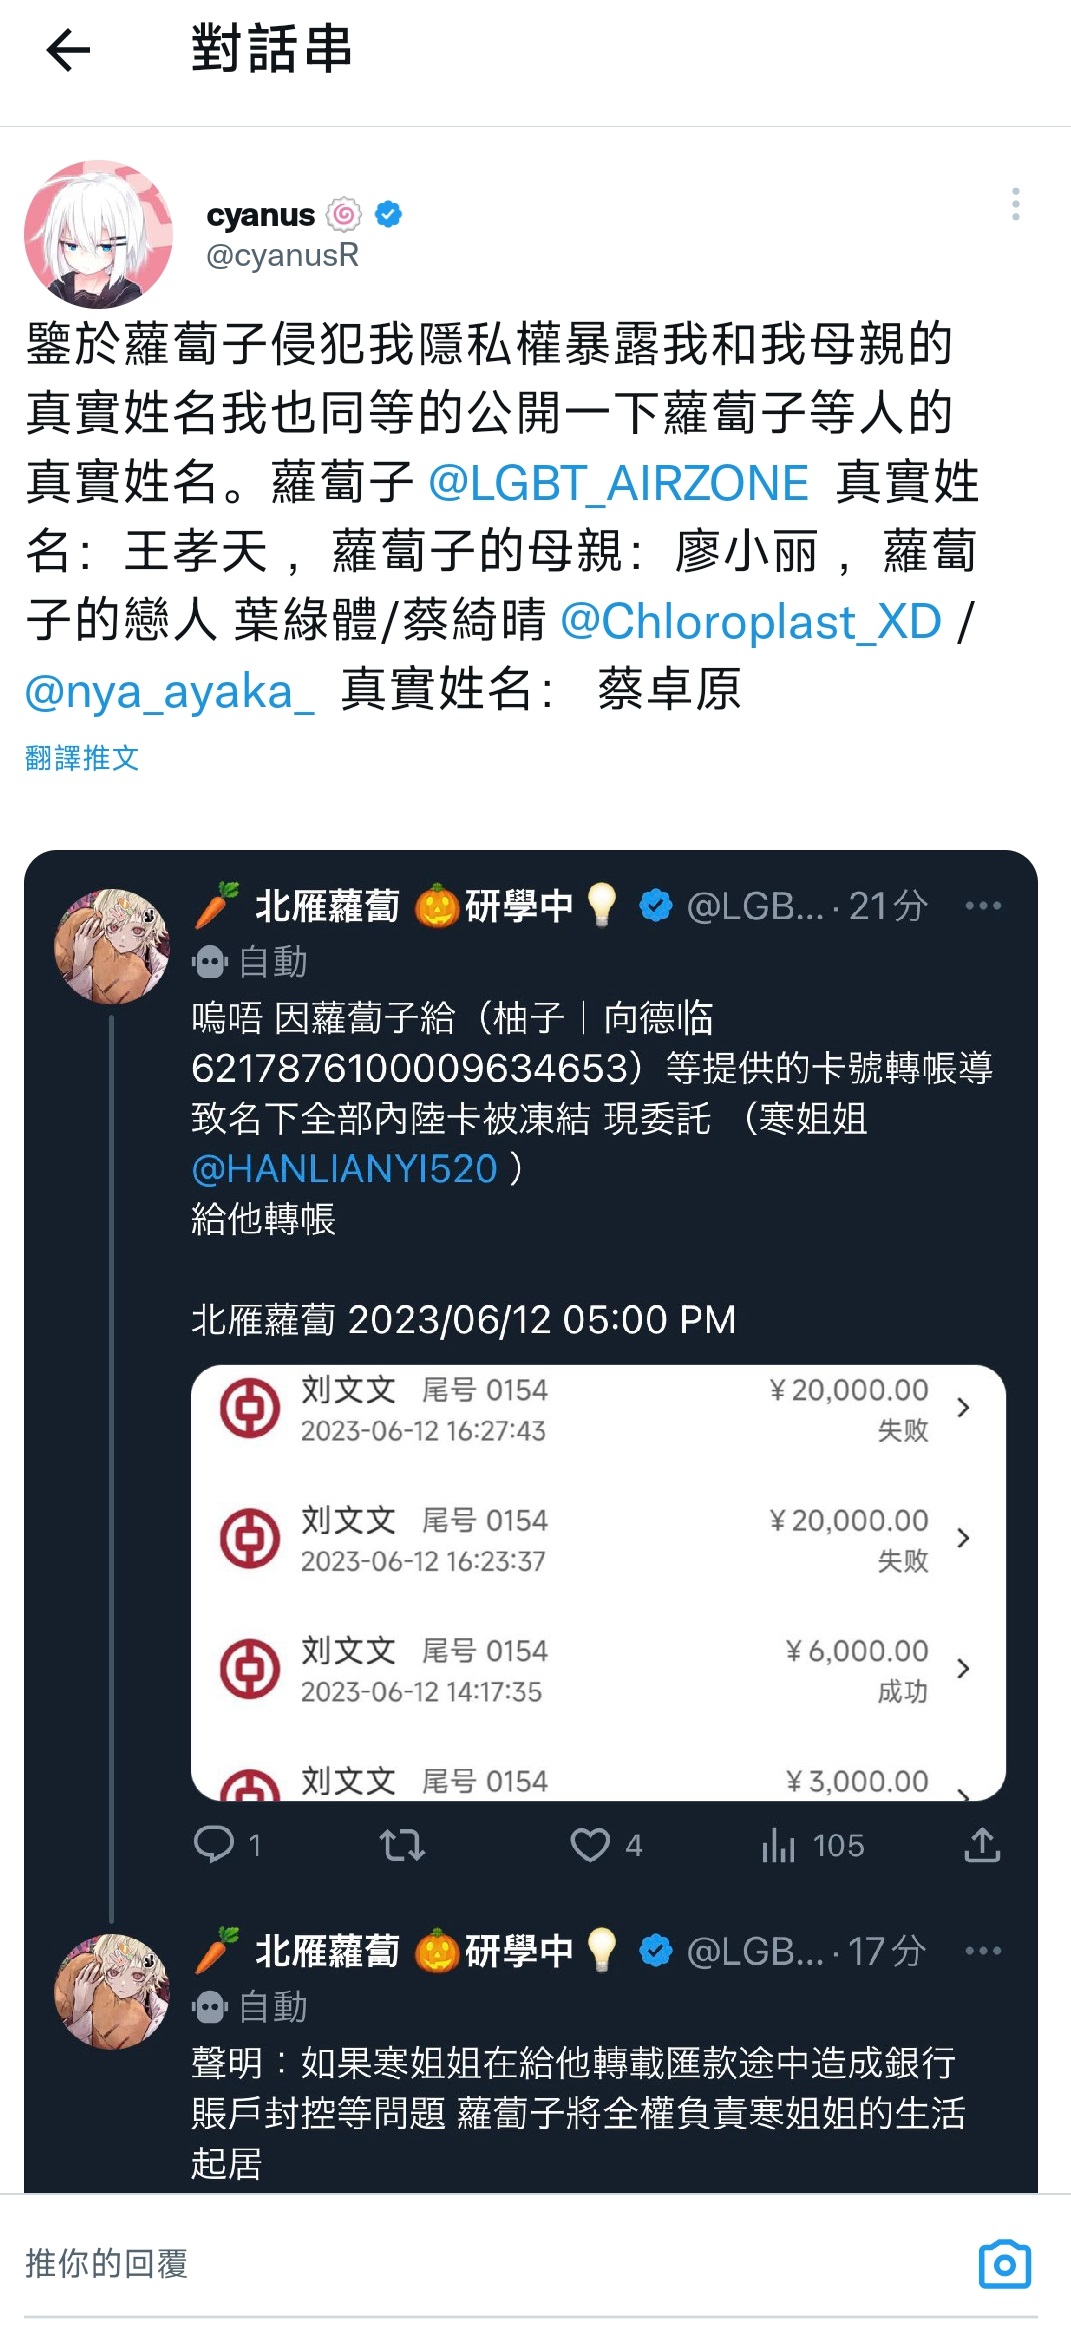 對話串
cyanus
@cyanusR
鑒於蘿蔔子侵犯我隱私權暴露我和我母親的
真實姓名我也同等的公開一下蘿蔔子等人的
真實姓名。蘿蔔子 @LGBT_AIRZONE 真實姓
名：王孝天，蘿蔔子的母親：廖小丽，蘿蔔
子的戀人 葉綠體/蔡綺晴 @Chloroplast_XD /
@nya_ayaka_ 真實姓名： 蔡卓原
翻譯推文
北雁蘿蔔 研學中 @LGB... · 21分
自動
嗚唔 因蘿蔔子給（柚子｜向德临
6217876100009634653）等提供的卡號轉帳導
致名下全部內陸卡被凍結 現委託 （寒姐姐
@HANLIANYI520 ）
給他轉帳
北雁蘿蔔 2023/06/12 05:00 PM
刘文文 尾号 0154 ¥ 20,000.00
2023-06-12 16:27:43 失败
刘文文 尾号 0154 ¥ 20,000.00
2023-06-12 16:23:37 失败
刘文文 尾号 0154 ¥ 6,000.00
2023-06-12 14:17:35 成功
刘文文 尾号 0154 ¥ 3,000.00
1 4 105
北雁蘿蔔 研學中 @LGB... · 17分
自動
聲明：如果寒姐姐在給他轉載匯款途中造成銀行
賬戶封控等問題 蘿蔔子將全權負責寒姐姐的生活
起居
推你的回覆